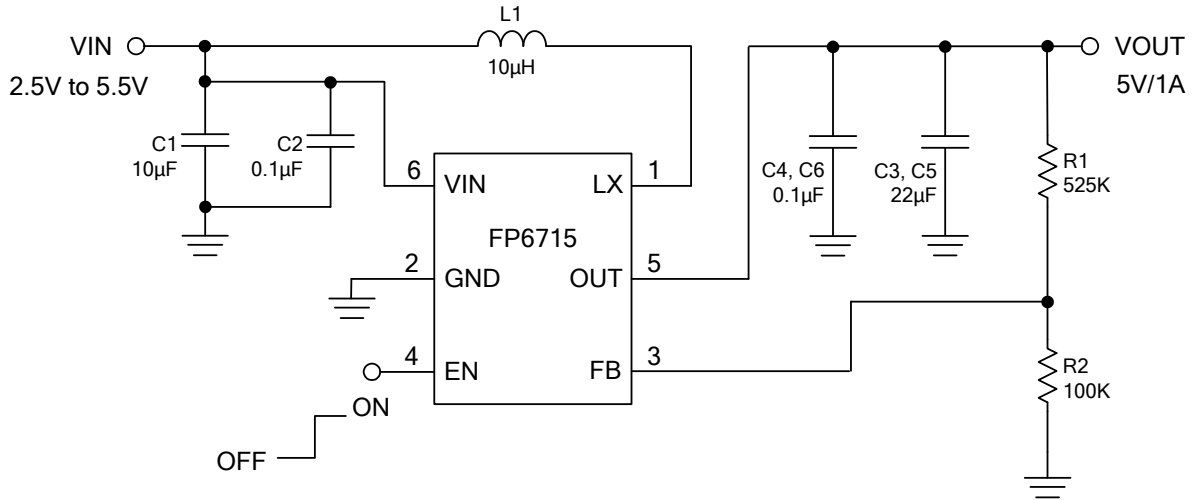 L1
10µH
VIN
2.5V to 5.5V
VOUT
5V/1A
C1
10µF
C2
0.1µF
C4, C6
0.1µF
C3, C5
22µF
R1
525K
6
VIN
LX
1
FP6715
2
GND
OUT
5
4
EN
FB
3
R2
100K
ON
OFF